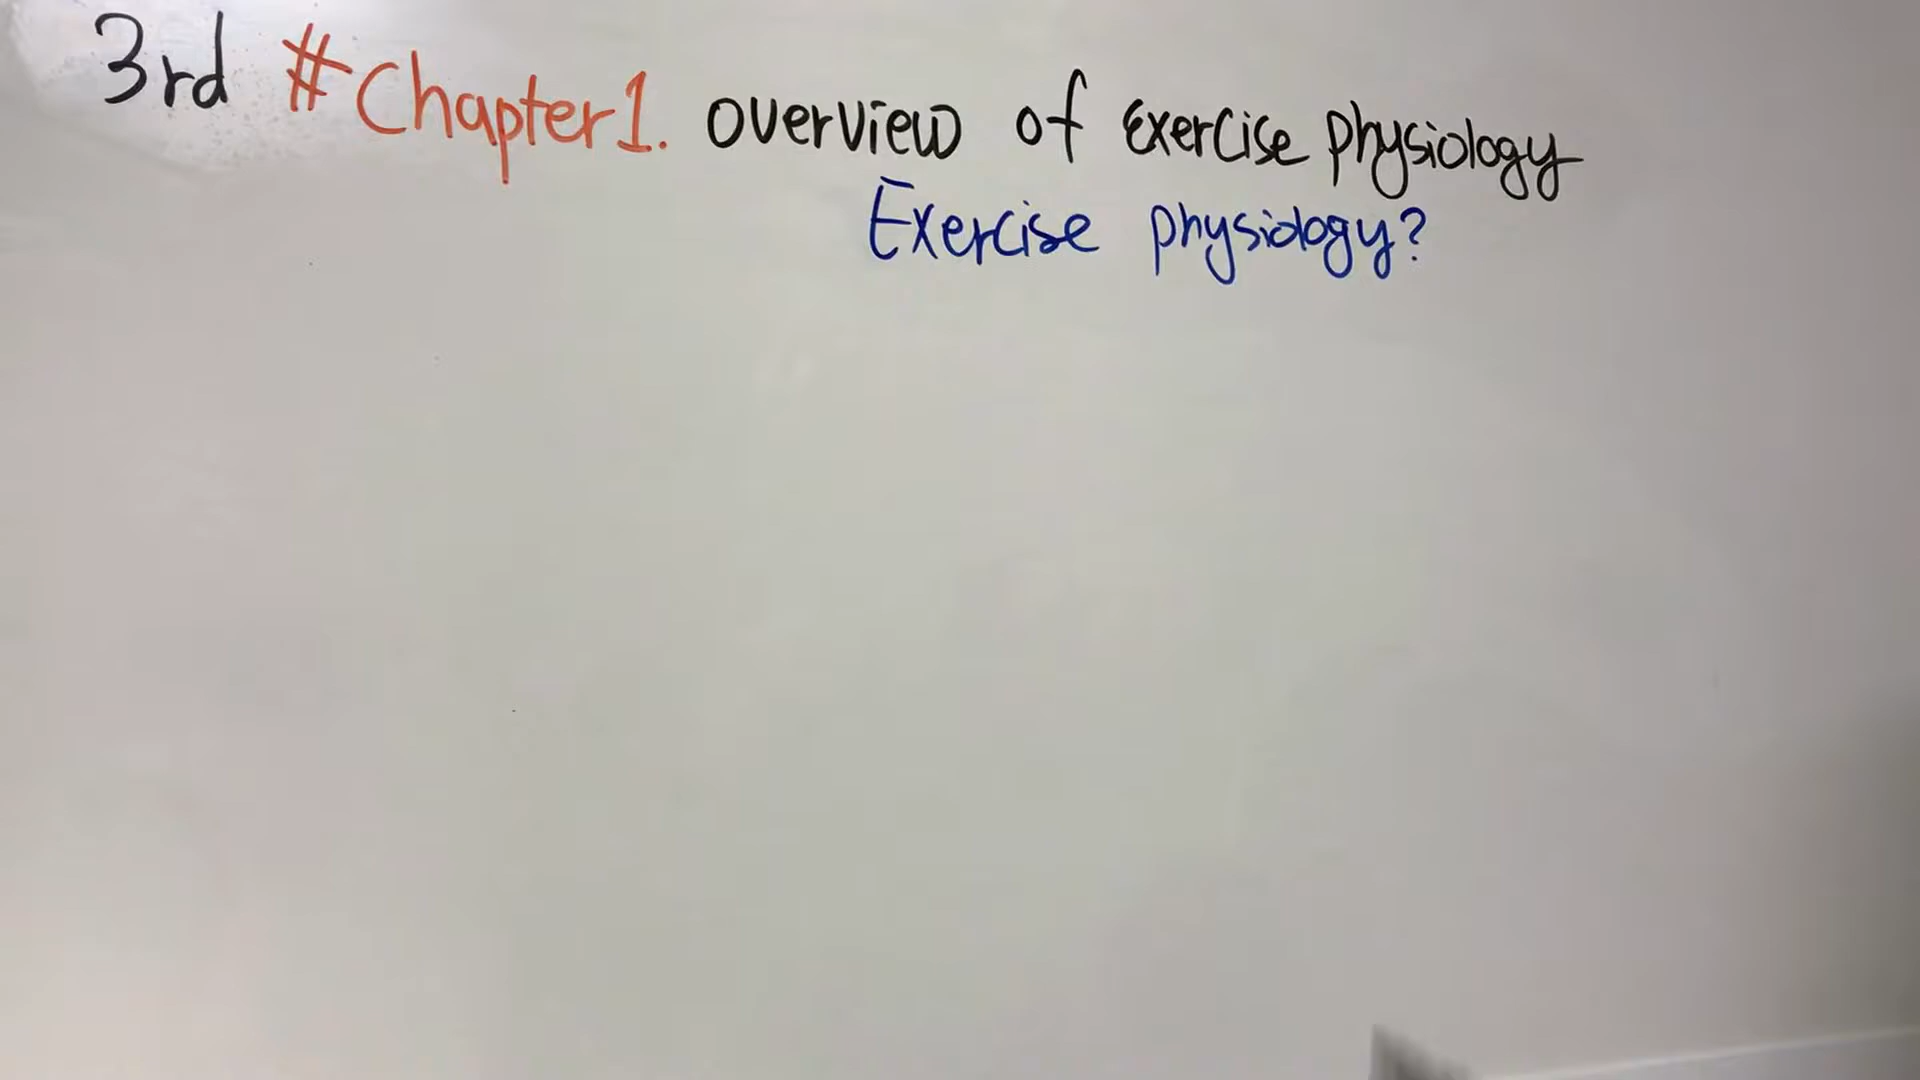 3rd #Chapter1. overview of exercise physiology
Exercise physiology?